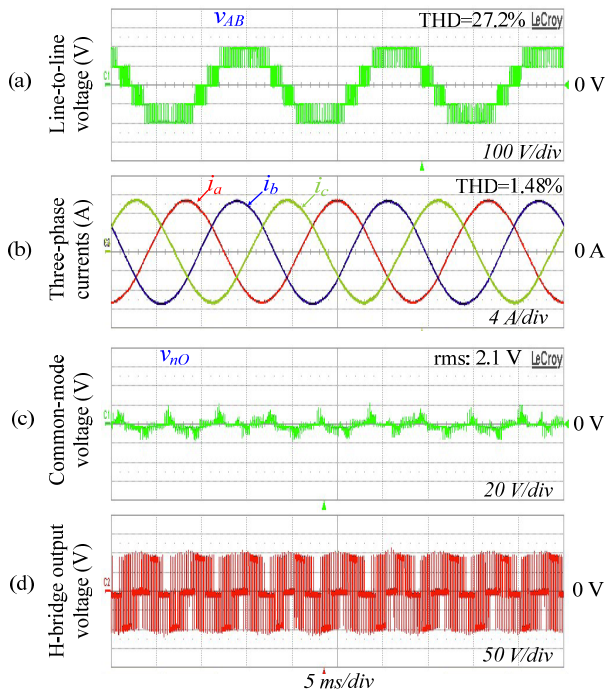 v_AB
THD=27.2%
LeCroy
(a)
Line-to-line
voltage (V)
C1
0 V
100 V/div
i_a
i_b
i_c
THD=1.48%
(b)
Three-phase
currents (A)
0 A
4 A/div
v_nO
rms: 2.1 V
LeCroy
(c)
Common-mode
voltage (V)
0 V
20 V/div
(d)
H-bridge output
voltage (V)
C2
0 V
50 V/div
5 ms/div